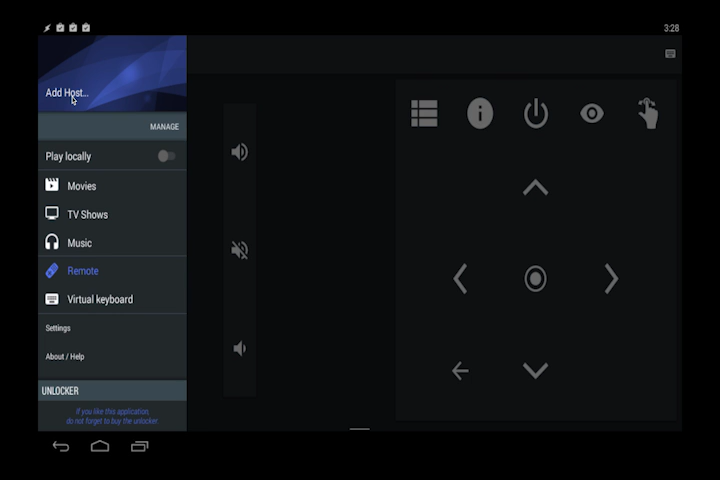 3:28
Add Host...
MANAGE
Play locally
Movies
TV Shows
Music
Remote
Virtual keyboard
Settings
About / Help
UNLOCKER
If you like this application,
do not forget to buy the unlocker